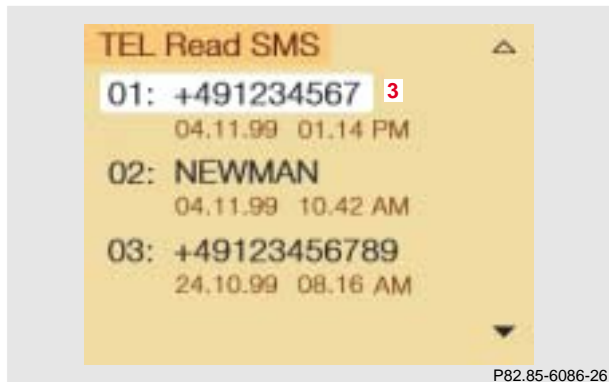 TEL Read SMS
01: +491234567 3
04.11.99 01.14 PM
02: NEWMAN
04.11.99 10.42 AM
03: +49123456789
24.10.99 08.16 AM
P82.85-6086-26